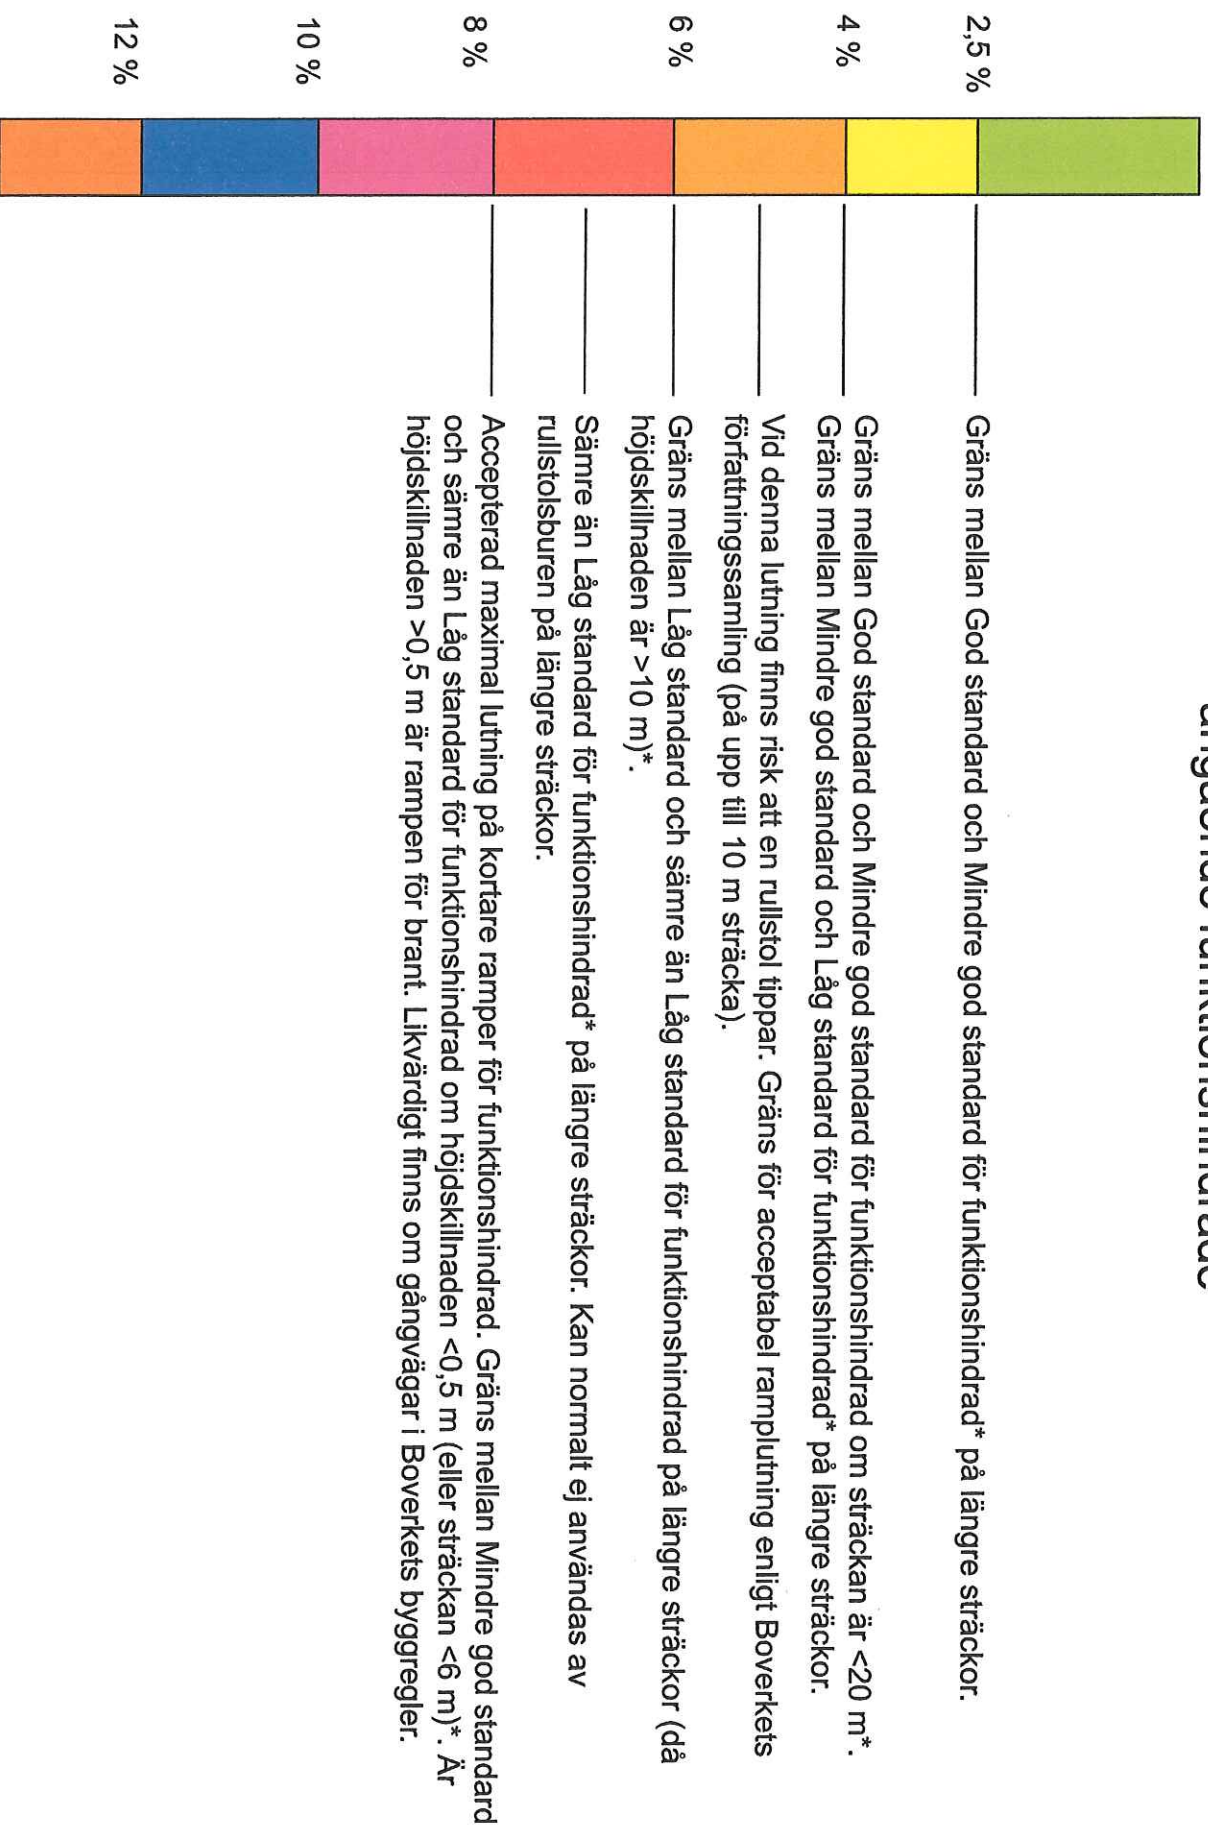 angående funktionshindrade
2,5 %
Gräns mellan God standard och Mindre god standard för funktionshindrad* på längre sträckor.
4 %
Gräns mellan God standard och Mindre god standard för funktionshindrad om sträckan är <20 m*.
Gräns mellan Mindre god standard och Låg standard för funktionshindrad* på längre sträckor.
Vid denna lutning finns risk att en rullstol tippar. Gräns för acceptabel ramplutning enligt Boverkets
författningssamling (på upp till 10 m sträcka).
6 %
Gräns mellan Låg standard och sämre än Låg standard för funktionshindrad på längre sträckor (då
höjdskillnaden är >10 m)*.
Sämre än Låg standard för funktionshindrad* på längre sträckor. Kan normalt ej användas av
rullstolsburen på längre sträckor.
8 %
Accepterad maximal lutning på kortare ramper för funktionshindrad. Gräns mellan Mindre god standard
och sämre än Låg standard för funktionshindrad om höjdskillnaden <0,5 m (eller sträckan <6 m)*. Är
höjdskillnaden >0,5 m är rampen för brant. Likvärdigt finns om gångvägar i Boverkets byggregler.
10 %
12 %